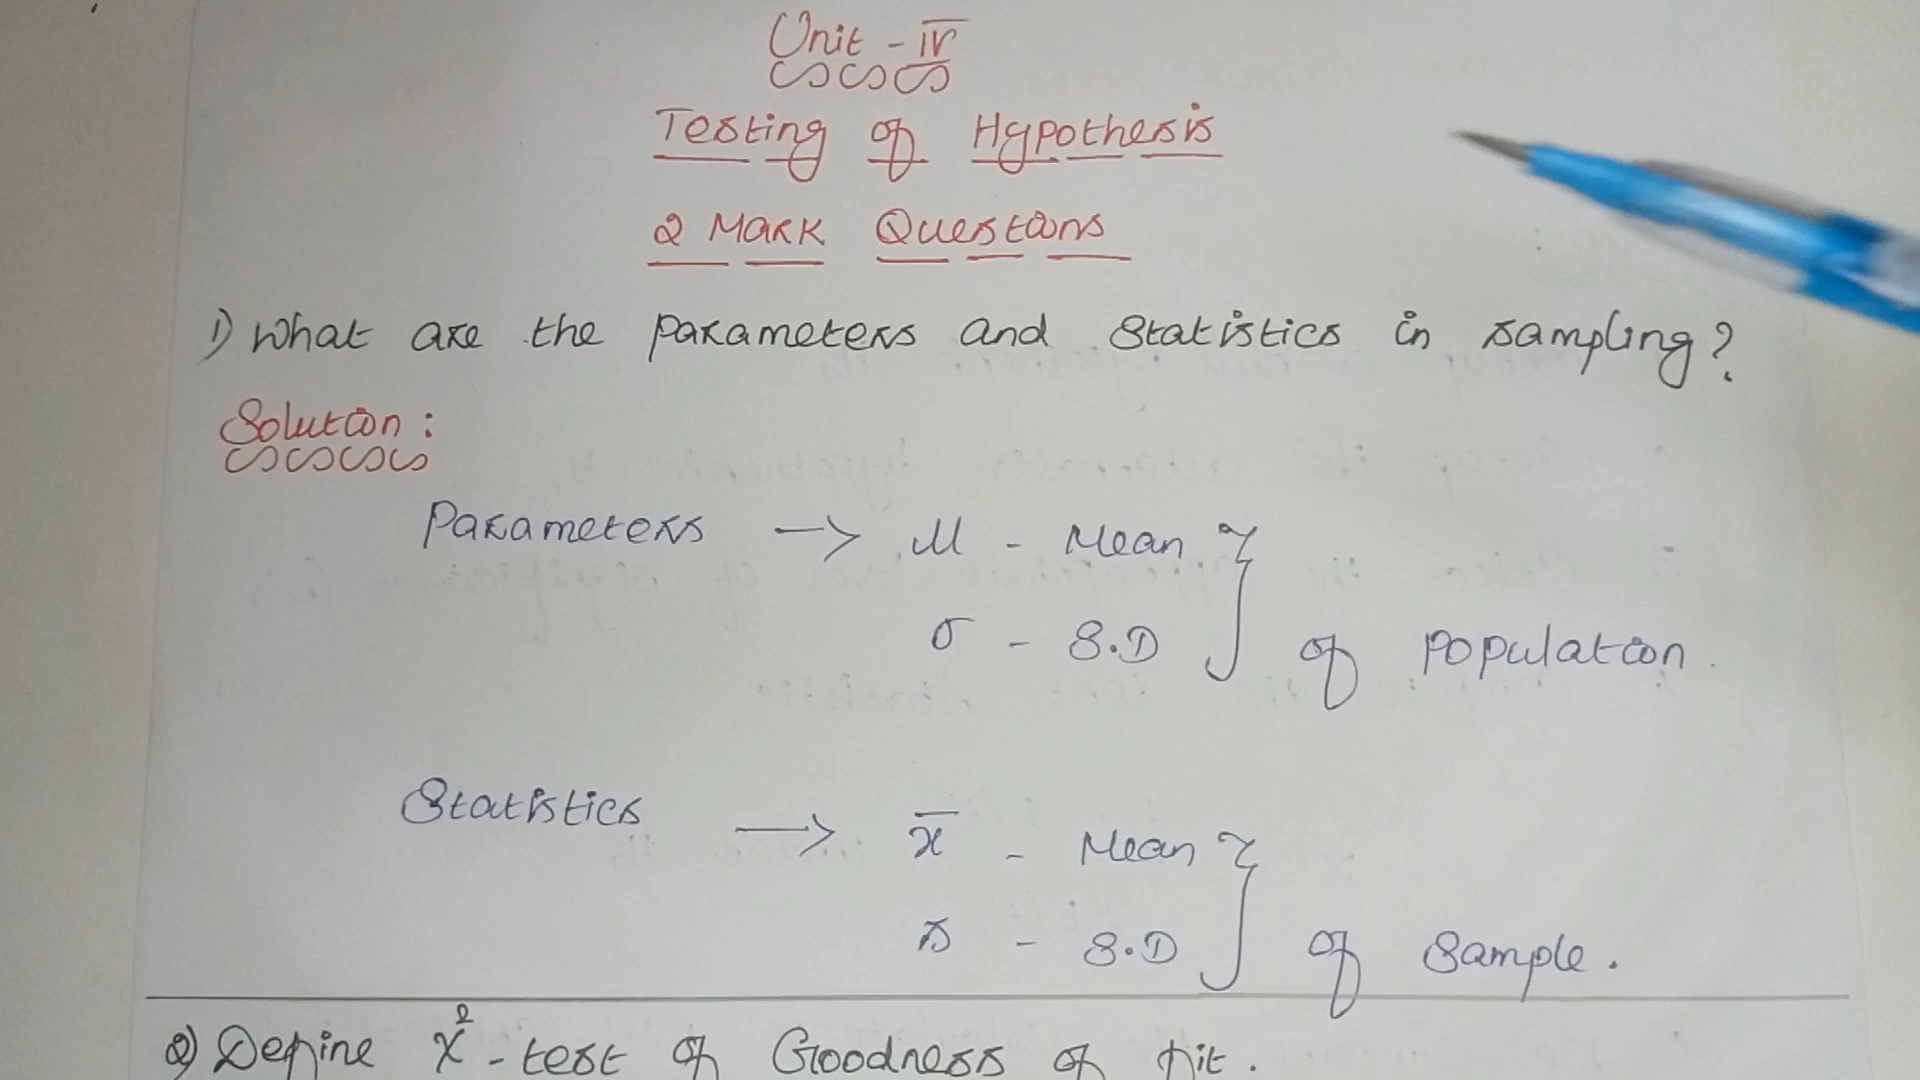 Unit - IV
Testing of Hypothesis
2 Mark Questions
1) What are the parameters and Statistics in sampling?
Solution :
Parameters → μ - Mean
σ - S.D } of population.
Statistics → x̄ - Mean
s - S.D } of Sample.
2) Define χ² - test of Goodness of fit.